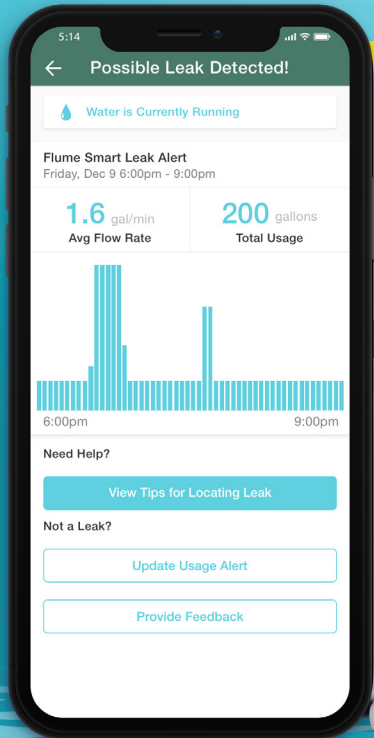 5:14
Possible Leak Detected!
Water is Currently Running
Flume Smart Leak Alert
Friday, Dec 9 6:00pm - 9:00pm
1.6 gal/min
Avg Flow Rate
200 gallons
Total Usage
6:00pm
9:00pm
Need Help?
View Tips for Locating Leak
Not a Leak?
Update Usage Alert
Provide Feedback